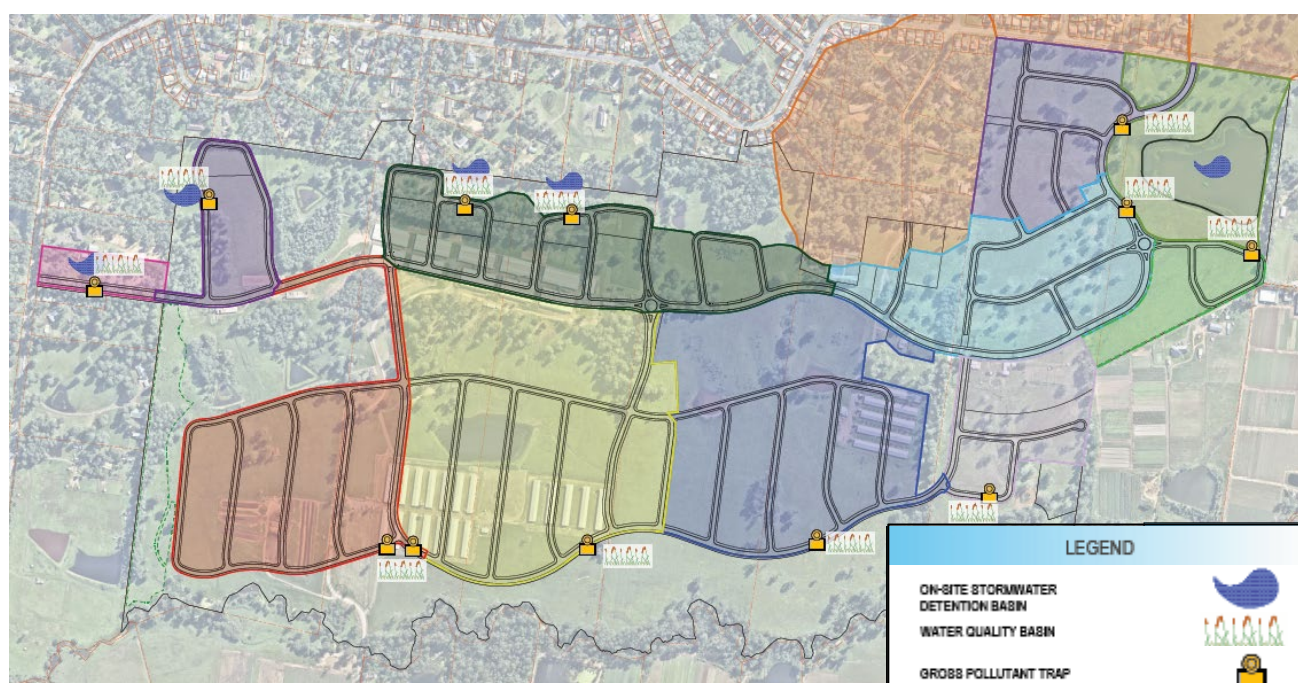 LEGEND
ON-SITE STORMWATER
DETENTION BASIN
WATER QUALITY BASIN
GROSS POLLUTANT TRAP